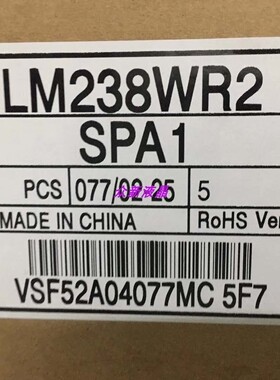 LM238WR2
SPA1
PCS 077/02-25 5
MADE IN CHINA RoHS Ver
VSF52A04077MC 5F7